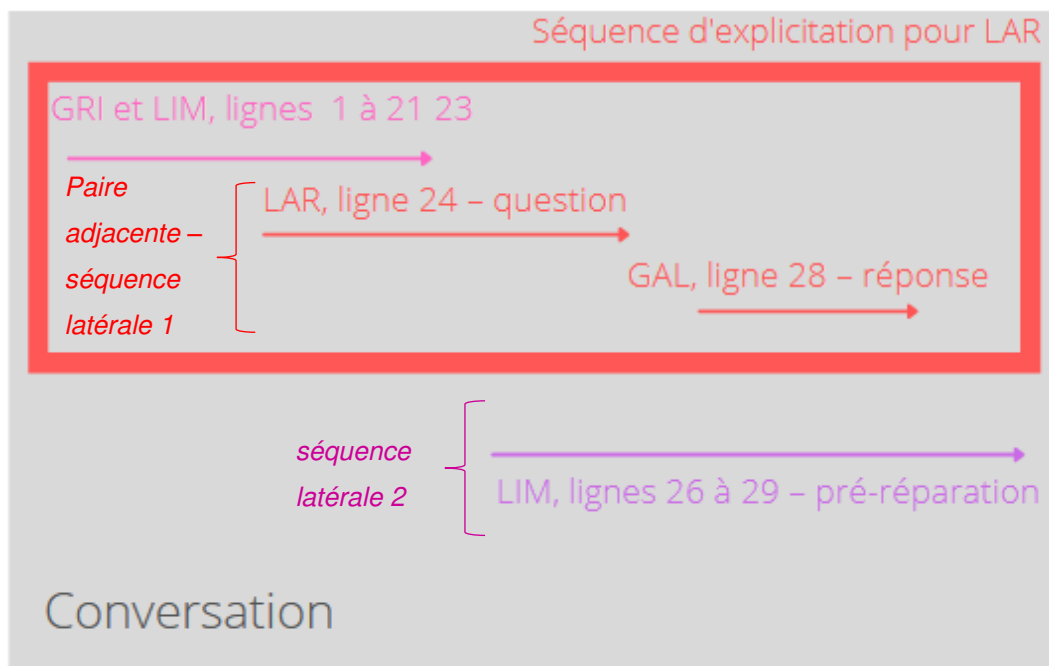 Séquence d'explicitation pour LAR
GRI et LIM, lignes 1 à 21 23
Paire
adjacente –
séquence
latérale 1
LAR, ligne 24 – question
GAL, ligne 28 – réponse
séquence
latérale 2
LIM, lignes 26 à 29 – pré-réparation
Conversation